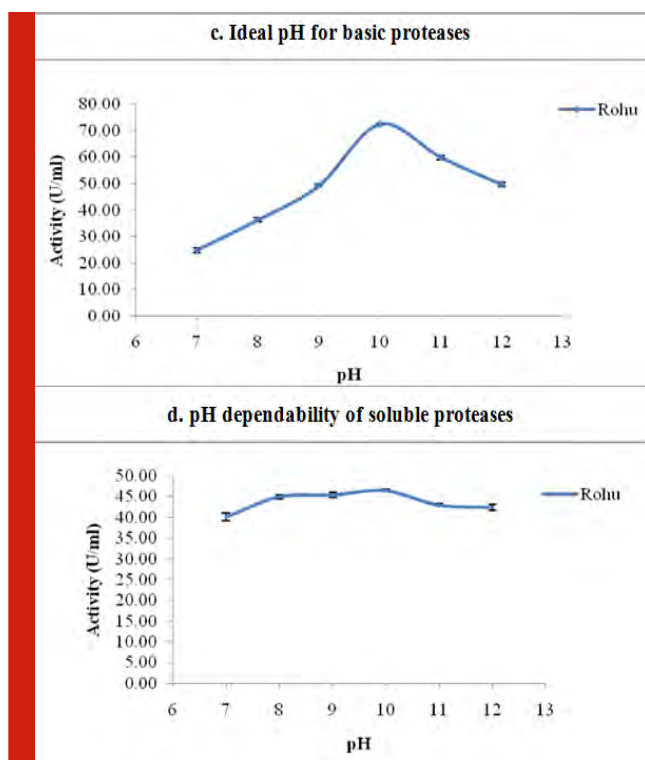 c. Ideal pH for basic proteases
80.00
70.00
60.00
50.00
40.00
30.00
20.00
10.00
0.00
Activity (U/ml)
Rohu
6 7 8 9 10 11 12 13
pH
d. pH dependability of soluble proteases
50.00
45.00
40.00
35.00
30.00
25.00
20.00
15.00
10.00
5.00
0.00
Activity (U/ml)
Rohu
6 7 8 9 10 11 12 13
pH